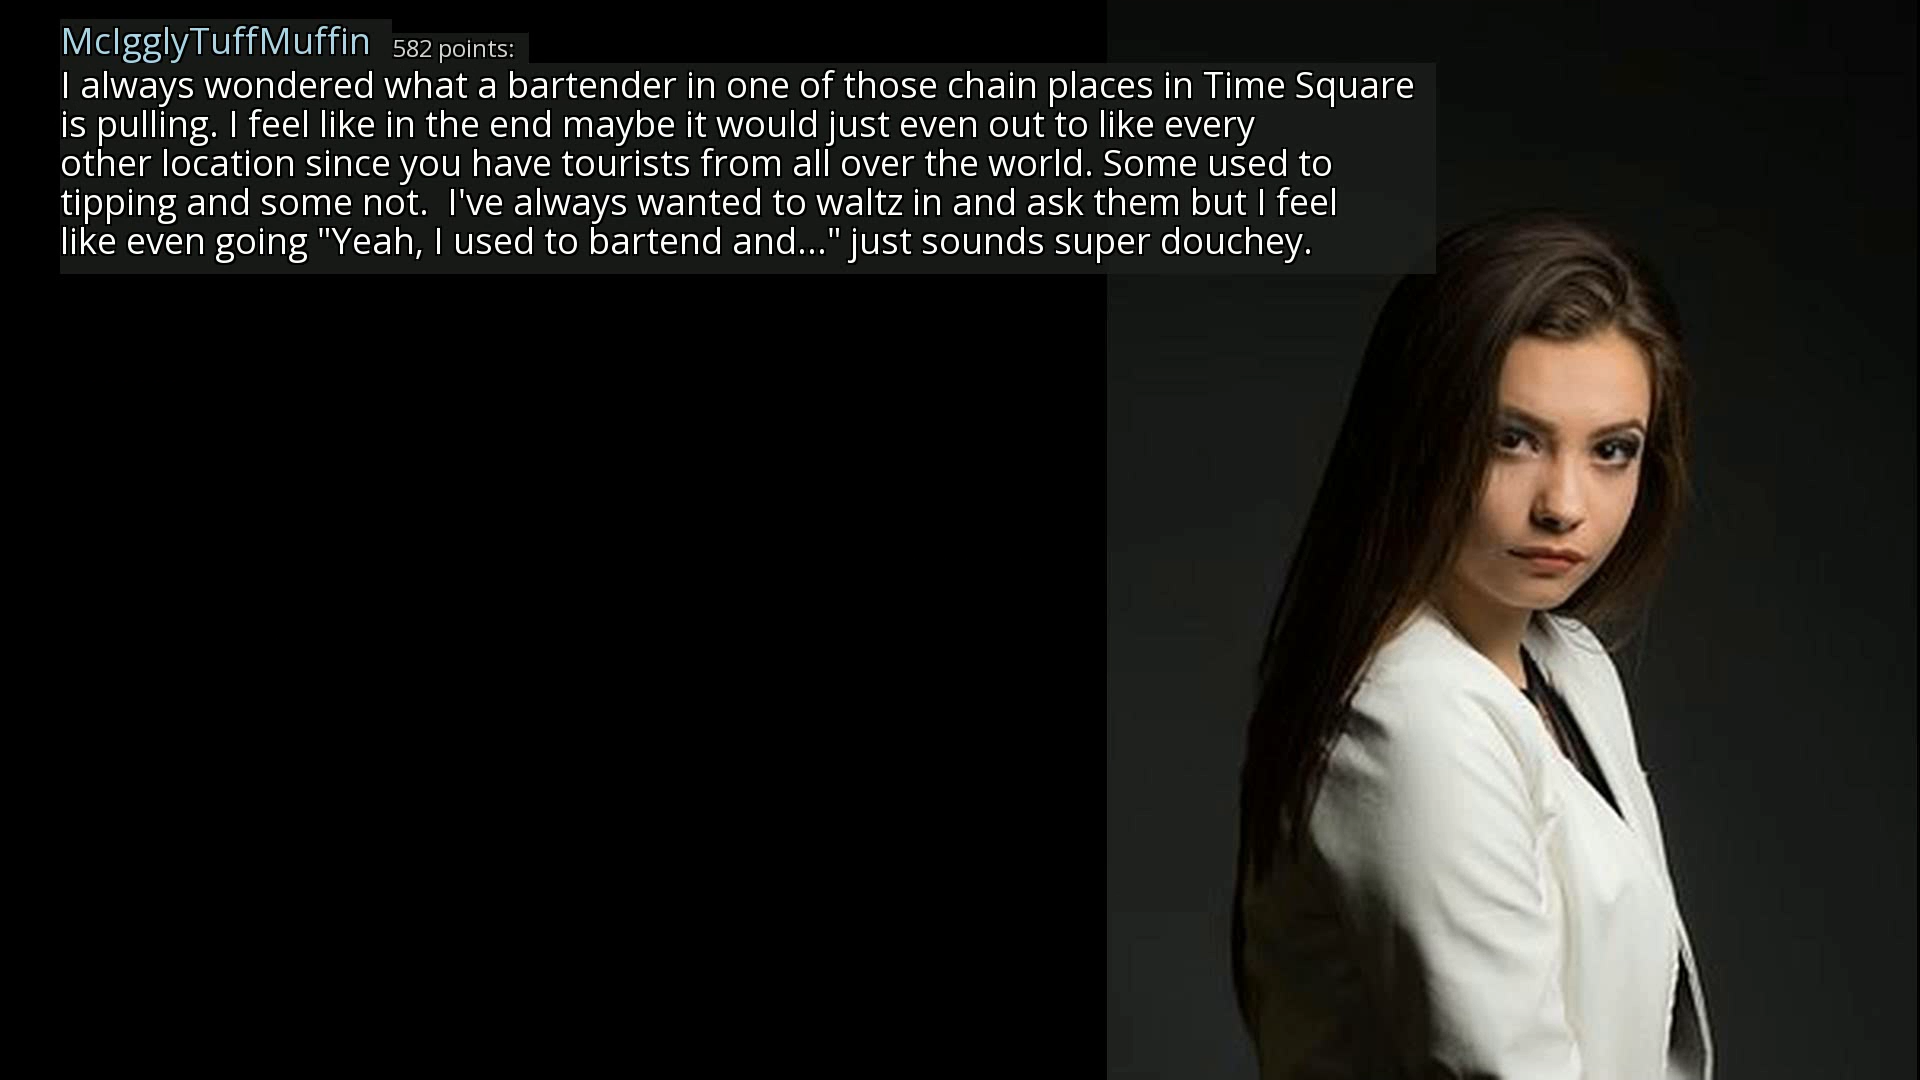 McIgglyTuffMuffin 582 points:
I always wondered what a bartender in one of those chain places in Time Square
is pulling. I feel like in the end maybe it would just even out to like every
other location since you have tourists from all over the world. Some used to
tipping and some not.  I've always wanted to waltz in and ask them but I feel
like even going "Yeah, I used to bartend and..." just sounds super douchey.